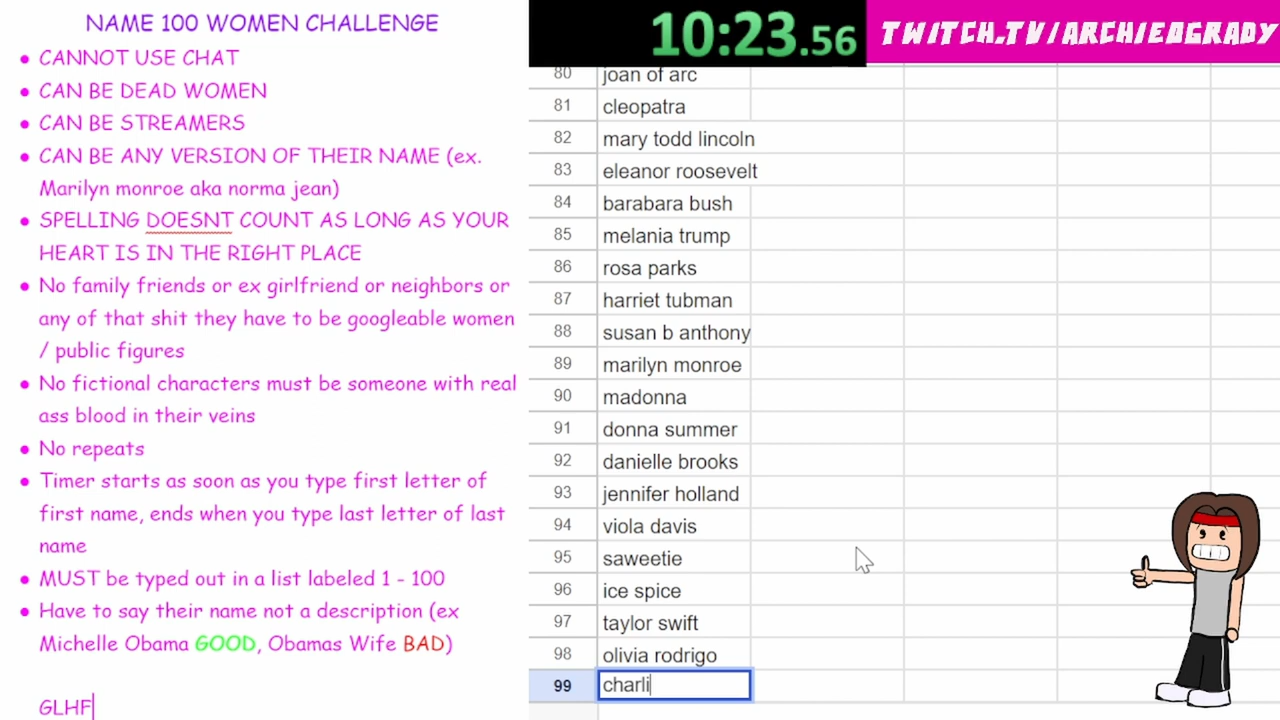 NAME 100 WOMEN CHALLENGE
CANNOT USE CHAT
CAN BE DEAD WOMEN
CAN BE STREAMERS
CAN BE ANY VERSION OF THEIR NAME (ex.
Marilyn monroe aka norma jean)
SPELLING DOESNT COUNT AS LONG AS YOUR
HEART IS IN THE RIGHT PLACE
No family friends or ex girlfriend or neighbors or
any of that shit they have to be googleable women
/ public figures
No fictional characters must be someone with real
ass blood in their veins
No repeats
Timer starts as soon as you type first letter of
first name, ends when you type last letter of last
name
MUST be typed out in a list labeled 1 - 100
Have to say their name not a description (ex
Michelle Obama GOOD, Obamas Wife BAD)
GLHF
10:23.56
TWITCH.TV/ARCHIEOGRADY
80 joan of arc
81 cleopatra
82 mary todd lincoln
83 eleanor roosevelt
84 barabara bush
85 melania trump
86 rosa parks
87 harriet tubman
88 susan b anthony
89 marilyn monroe
90 madonna
91 donna summer
92 danielle brooks
93 jennifer holland
94 viola davis
95 saweetie
96 ice spice
97 taylor swift
98 olivia rodrigo
99 charli